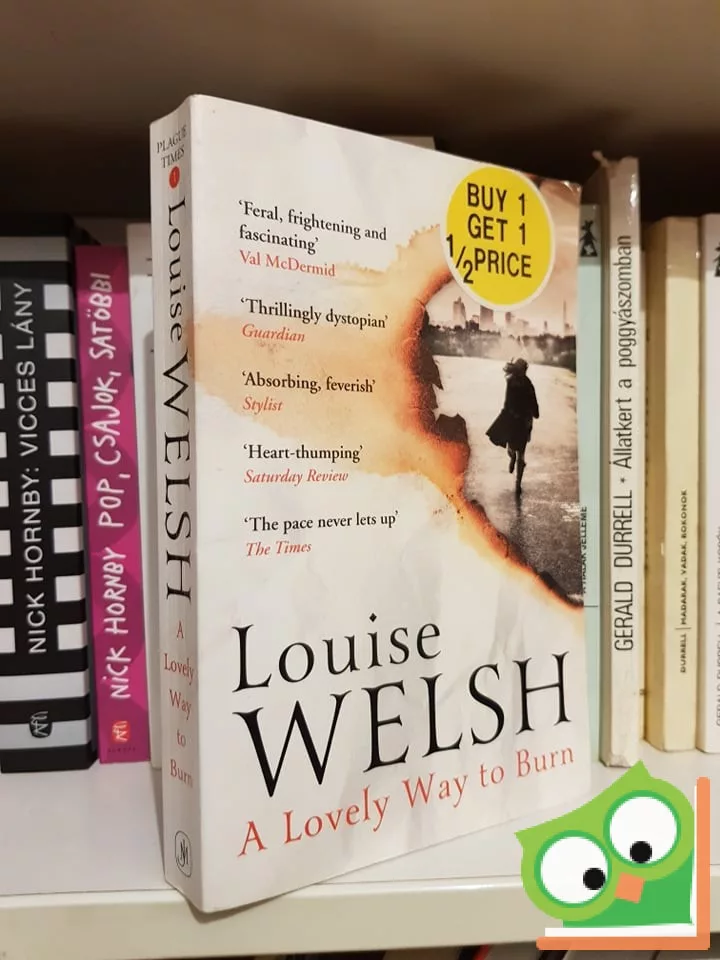 NICK HORNBY: VICCES LÁNY
NICK HORNBY POP, CSAJOK, SATÖBBI
PLAGUE
TIMES
1
Louise WELSH
A
Lovely
Way
to
Burn
'Feral, frightening and
fascinating'
Val McDermid
'Thrillingly dystopian'
Guardian
'Absorbing, feverish'
Stylist
'Heart-thumping'
Saturday Review
'The pace never lets up'
The Times
BUY 1
GET 1
1/2 PRICE
Louise
WELSH
A Lovely Way to Burn
GERALD DURRELL * Állatkert a poggyászomban
DURRELL | MADARAK, VADAK, ROKONOK